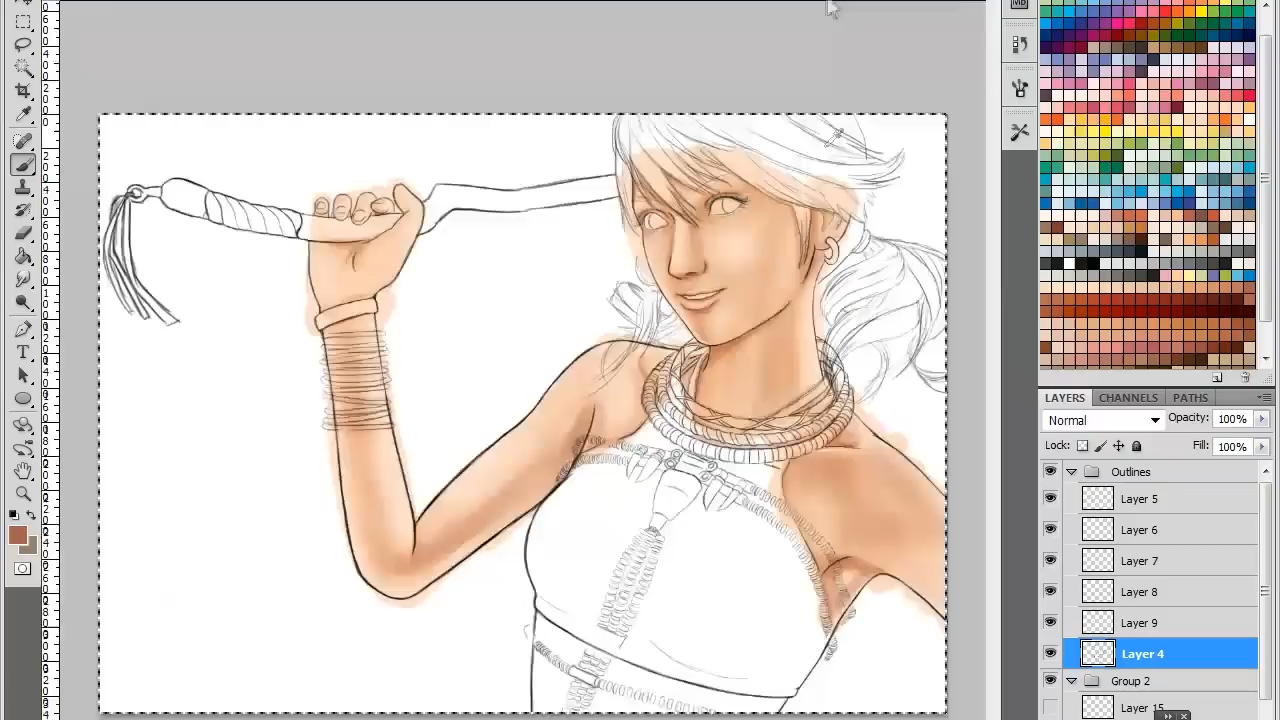 LAYERS CHANNELS PATHS
Normal Opacity: 100%
Lock: Fill: 100%
Outlines
Layer 5
Layer 6
Layer 7
Layer 8
Layer 9
Layer 4
Group 2
Layer 15